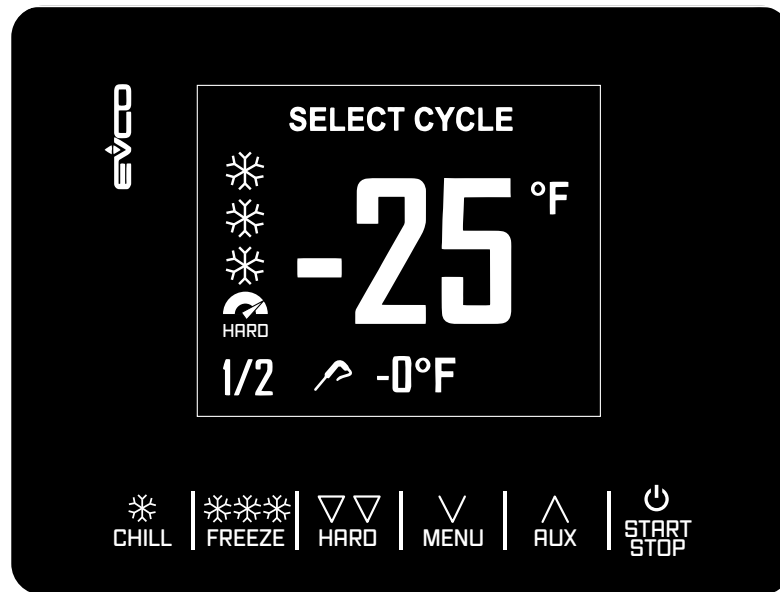 EVCO
SELECT CYCLE
-25 °F
HARD
1/2 -0°F
CHILL
FREEZE
HARD
MENU
AUX
START
STOP